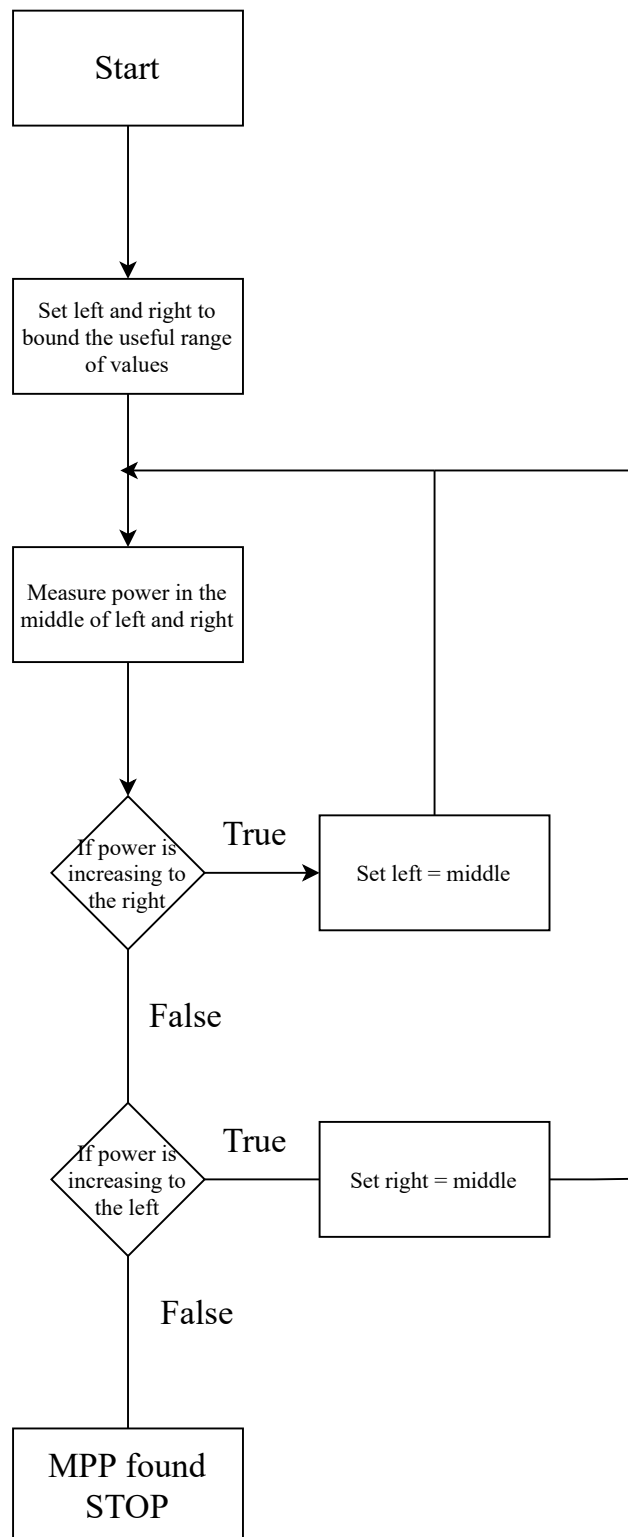 Start
Set left and right to
bound the useful range
of values
Measure power in the
middle of left and right
If power is
increasing to
the right
True
Set left = middle
False
If power is
increasing to
the left
True
Set right = middle
False
MPP found
STOP